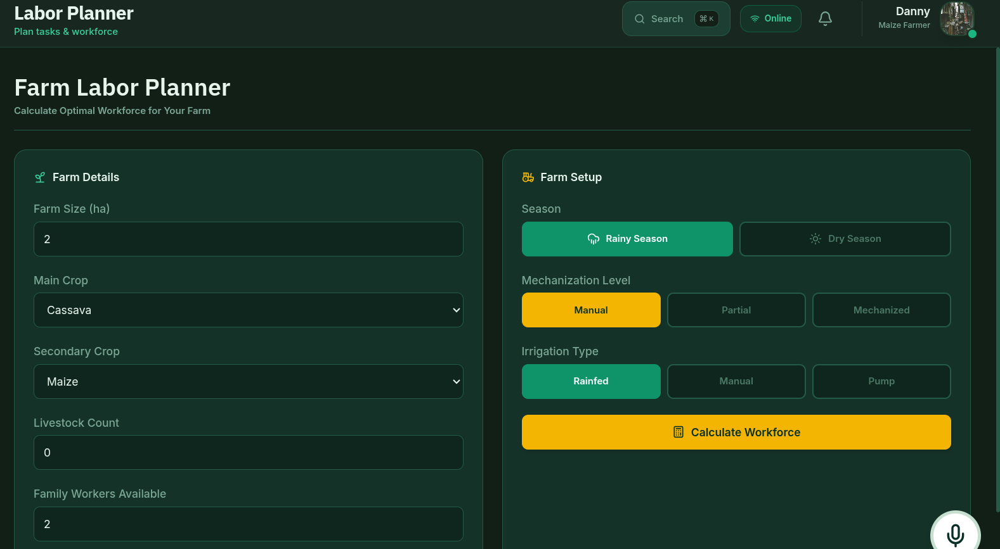 Labor Planner
Plan tasks & workforce
Search ⌘ K
Online
Danny
Maize Farmer
Farm Labor Planner
Calculate Optimal Workforce for Your Farm
Farm Details
Farm Size (ha)
2
Main Crop
Cassava
Secondary Crop
Maize
Livestock Count
0
Family Workers Available
2
Farm Setup
Season
Rainy Season
Dry Season
Mechanization Level
Manual
Partial
Mechanized
Irrigation Type
Rainfed
Manual
Pump
Calculate Workforce